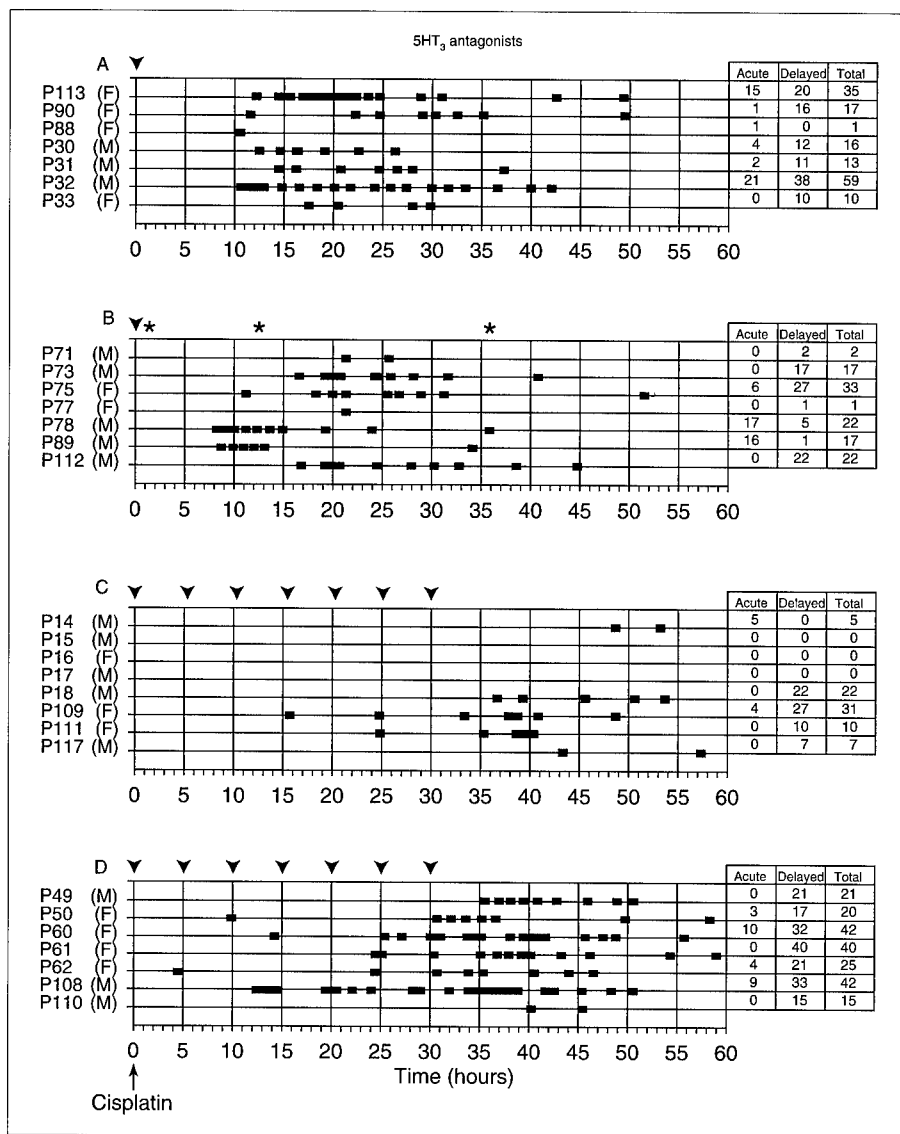 5HT3 antagonists
A
Acute Delayed Total
P113 (F) 15 20 35
P90 (F) 1 16 17
P88 (F) 1 0 1
P30 (M) 4 12 16
P31 (M) 2 11 13
P32 (M) 21 38 59
P33 (F) 0 10 10
0 5 10 15 20 25 30 35 40 45 50 55 60
B * * *
Acute Delayed Total
P71 (M) 0 2 2
P73 (M) 0 17 17
P75 (F) 6 27 33
P77 (F) 0 1 1
P78 (M) 17 5 22
P89 (M) 16 1 17
P112 (M) 0 22 22
0 5 10 15 20 25 30 35 40 45 50 55 60
C
Acute Delayed Total
P14 (M) 5 0 5
P15 (M) 0 0 0
P16 (F) 0 0 0
P17 (M) 0 0 0
P18 (M) 0 22 22
P109 (F) 4 27 31
P111 (F) 0 10 10
P117 (M) 0 7 7
0 5 10 15 20 25 30 35 40 45 50 55 60
D
Acute Delayed Total
P49 (M) 0 21 21
P50 (F) 3 17 20
P60 (F) 10 32 42
P61 (F) 0 40 40
P62 (F) 4 21 25
P108 (M) 9 33 42
P110 (M) 0 15 15
0 5 10 15 20 25 30 35 40 45 50 55 60
Time (hours)
Cisplatin